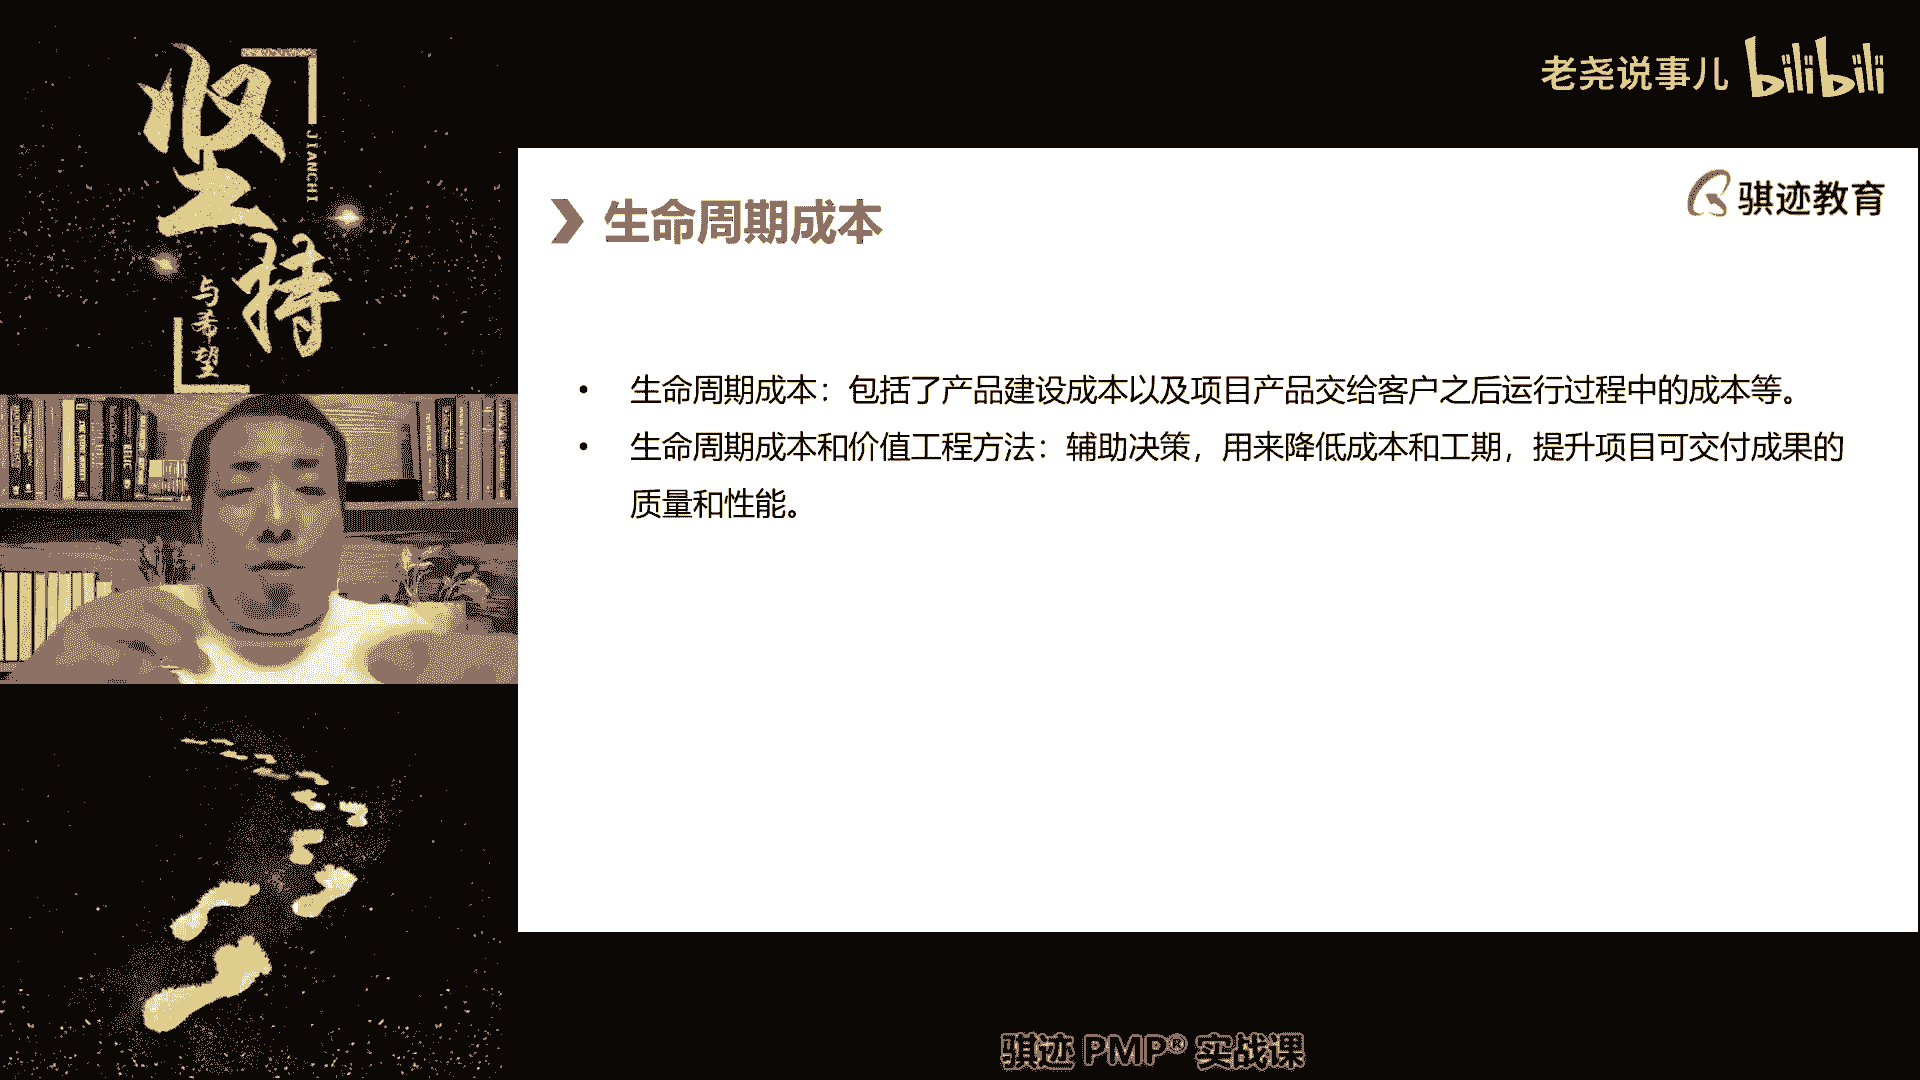 坚持
JIANCHI
与希望
老尧说事儿 bilibili
骐迹教育
生命周期成本
• 生命周期成本：包括了产品建设成本以及项目产品交给客户之后运行过程中的成本等。
• 生命周期成本和价值工程方法：辅助决策，用来降低成本和工期，提升项目可交付成果的
质量和性能。
骐迹 PMP® 实战课